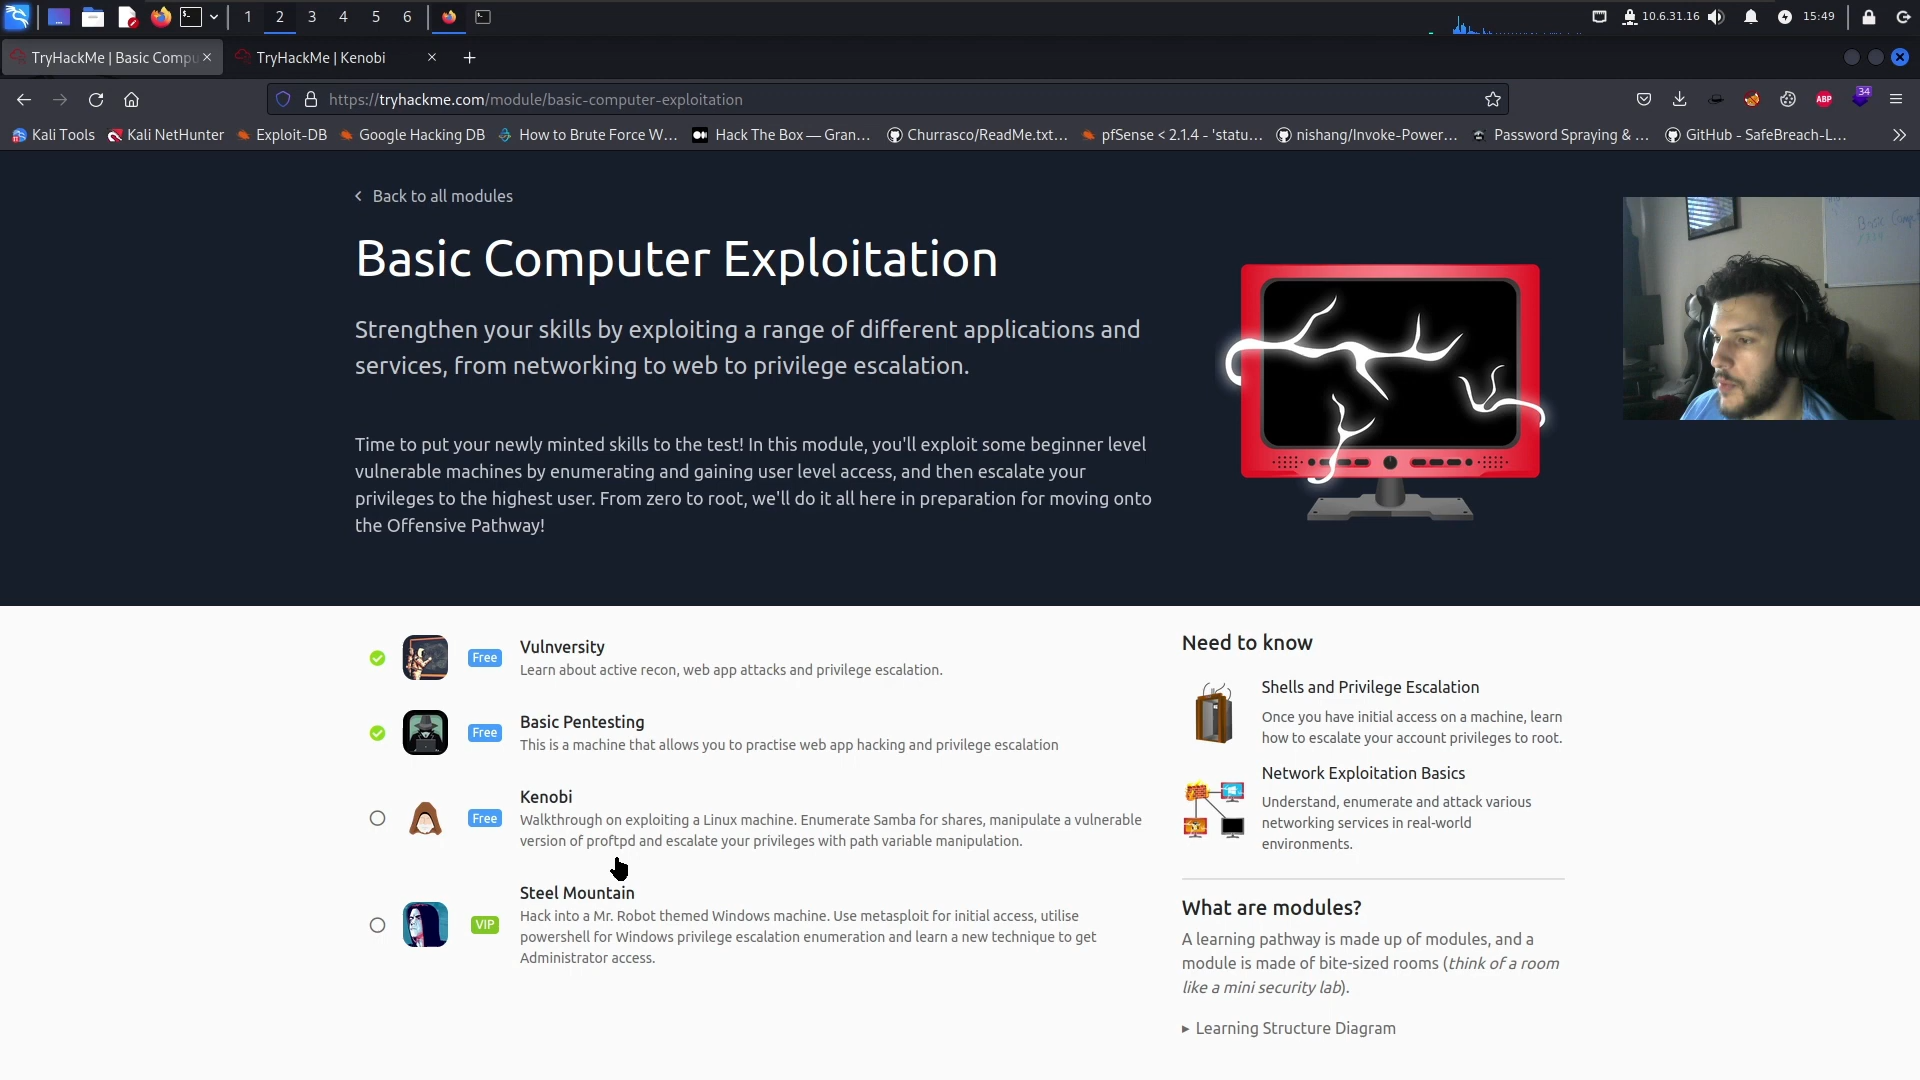 1 2 3 4 5 6
10.6.31.16
15:49
TryHackMe | Basic Compu
TryHackMe | Kenobi
https://tryhackme.com/module/basic-computer-exploitation
ABP
34
Kali Tools
Kali NetHunter
Exploit-DB
Google Hacking DB
How to Brute Force W...
Hack The Box — Gran...
Churrasco/ReadMe.txt...
pfSense < 2.1.4 - 'statu...
nishang/Invoke-Power...
Password Spraying & ...
GitHub - SafeBreach-L...
Back to all modules
Basic Computer Exploitation
Strengthen your skills by exploiting a range of different applications and
services, from networking to web to privilege escalation.
Time to put your newly minted skills to the test! In this module, you'll exploit some beginner level
vulnerable machines by enumerating and gaining user level access, and then escalate your
privileges to the highest user. From zero to root, we'll do it all here in preparation for moving onto
the Offensive Pathway!
Free
Vulnversity
Learn about active recon, web app attacks and privilege escalation.
Free
Basic Pentesting
This is a machine that allows you to practise web app hacking and privilege escalation
Free
Kenobi
Walkthrough on exploiting a Linux machine. Enumerate Samba for shares, manipulate a vulnerable
version of proftpd and escalate your privileges with path variable manipulation.
VIP
Steel Mountain
Hack into a Mr. Robot themed Windows machine. Use metasploit for initial access, utilise
powershell for Windows privilege escalation enumeration and learn a new technique to get
Administrator access.
Need to know
Shells and Privilege Escalation
Once you have initial access on a machine, learn
how to escalate your account privileges to root.
Network Exploitation Basics
Understand, enumerate and attack various
networking services in real-world
environments.
What are modules?
A learning pathway is made up of modules, and a
module is made of bite-sized rooms (think of a room
like a mini security lab).
Learning Structure Diagram